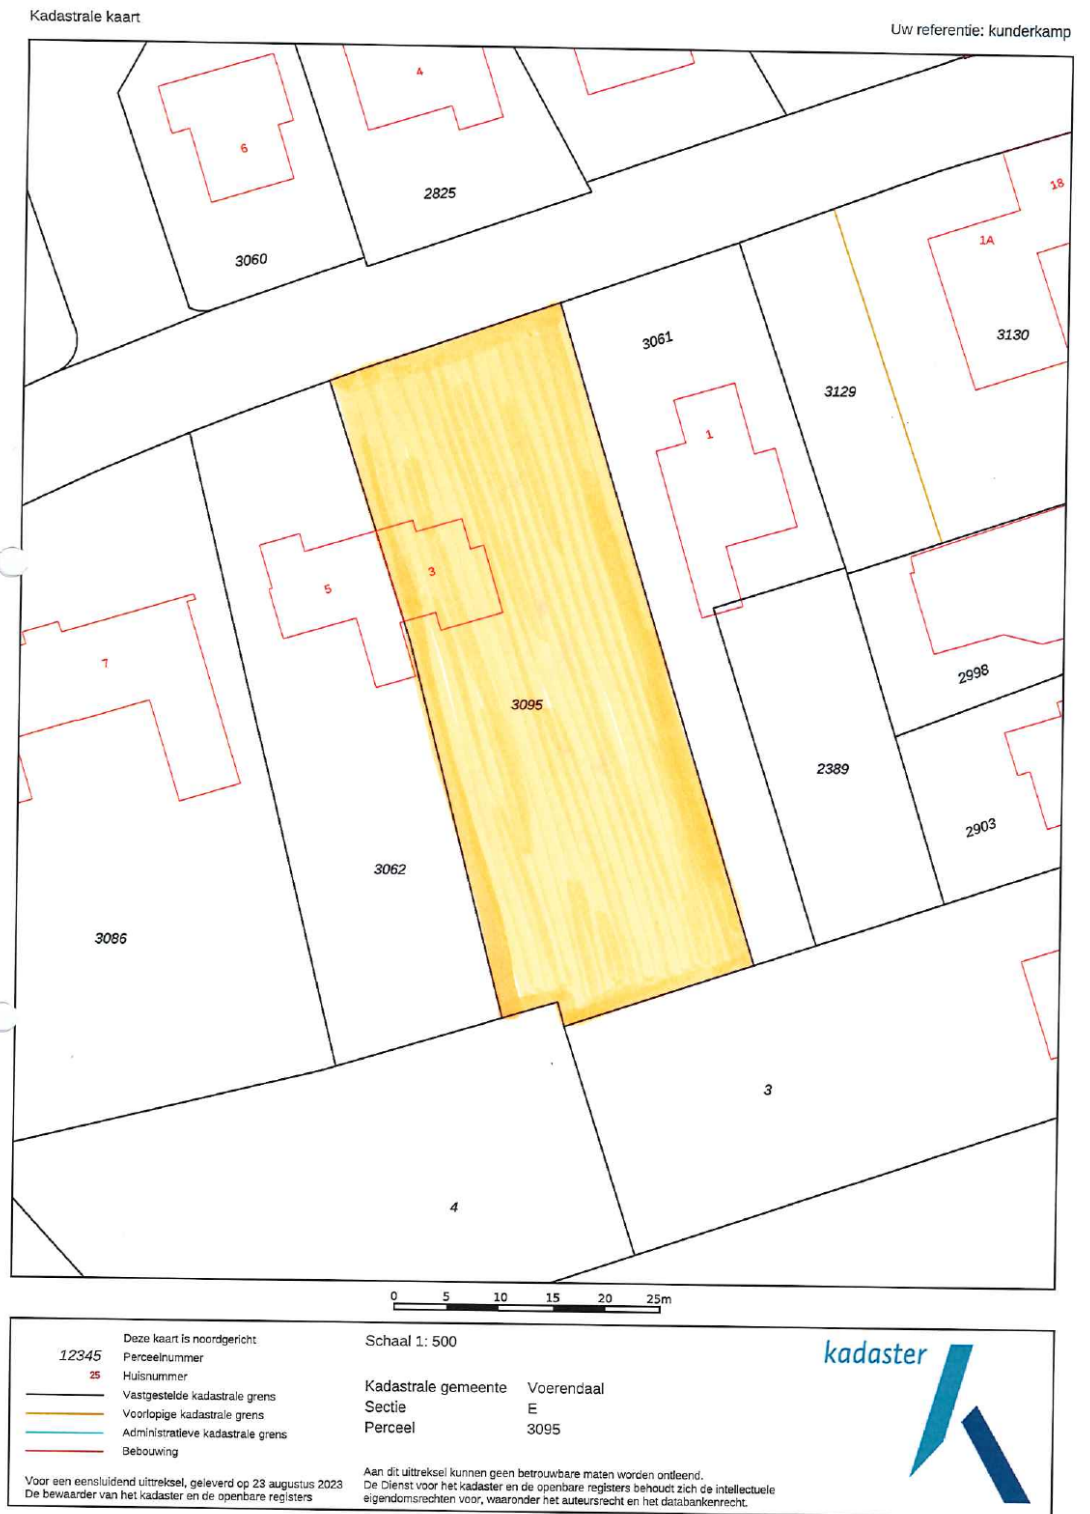 Kadastrale kaart
Uw referentie: kunderkamp
4
6
2825
18
1A
3060
3061
3130
3129
1
3
5
7
2998
3095
2389
2903
3062
3086
3
4
0 5 10 15 20 25m
Deze kaart is noordgericht
12345 Perceelnummer
25 Huisnummer
Vastgestelde kadastrale grens
Voorlopige kadastrale grens
Administratieve kadastrale grens
Bebouwing
Voor een eensluidend uittreksel, geleverd op 23 augustus 2023
De bewaarder van het kadaster en de openbare registers
Schaal 1: 500
Kadastrale gemeente Voerendaal
Sectie E
Perceel 3095
Aan dit uittreksel kunnen geen betrouwbare maten worden ontleend.
De Dienst voor het kadaster en de openbare registers behoudt zich de intellectuele
eigendomsrechten voor, waaronder het auteursrecht en het databankenrecht.
kadaster